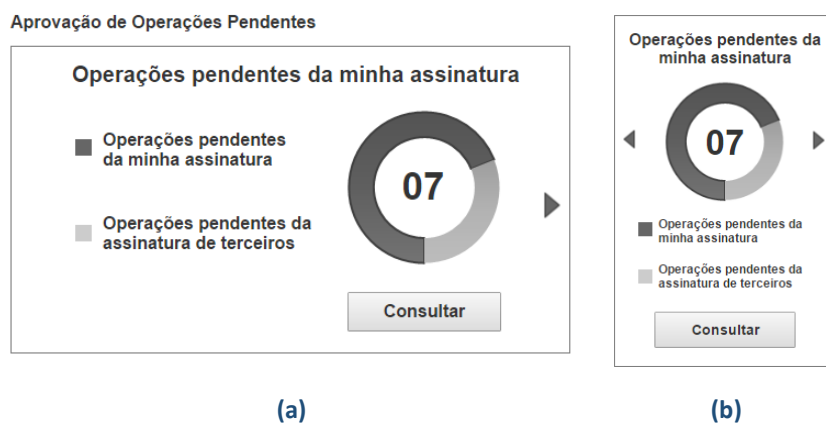 Aprovação de Operações Pendentes
Operações pendentes da minha assinatura
Operações pendentes
da minha assinatura
Operações pendentes da
assinatura de terceiros
07
Consultar
(a)
Operações pendentes da
minha assinatura
07
Operações pendentes da
minha assinatura
Operações pendentes da
assinatura de terceiros
Consultar
(b)